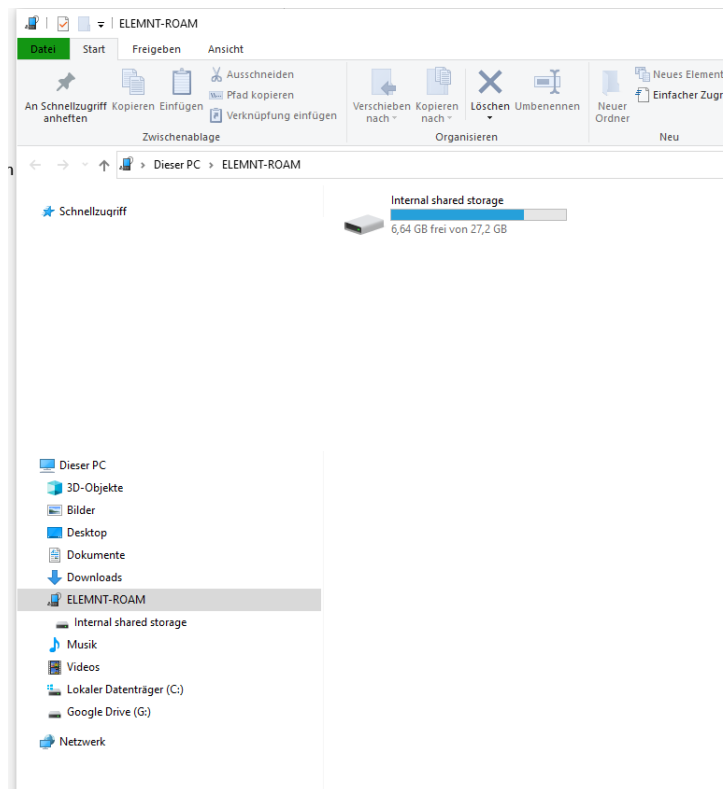 ELEMNT-ROAM
Datei Start Freigeben Ansicht
An Schnellzugriff anheften
Kopieren
Einfügen
Ausschneiden
Pfad kopieren
Verknüpfung einfügen
Zwischenablage
Verschieben nach
Kopieren nach
Löschen
Umbenennen
Organisieren
Neuer Ordner
Neues Element
Einfacher Zugr
Neu
n
Dieser PC > ELEMNT-ROAM
Schnellzugriff
Internal shared storage
6,64 GB frei von 27,2 GB
Dieser PC
3D-Objekte
Bilder
Desktop
Dokumente
Downloads
ELEMNT-ROAM
Internal shared storage
Musik
Videos
Lokaler Datenträger (C:)
Google Drive (G:)
Netzwerk